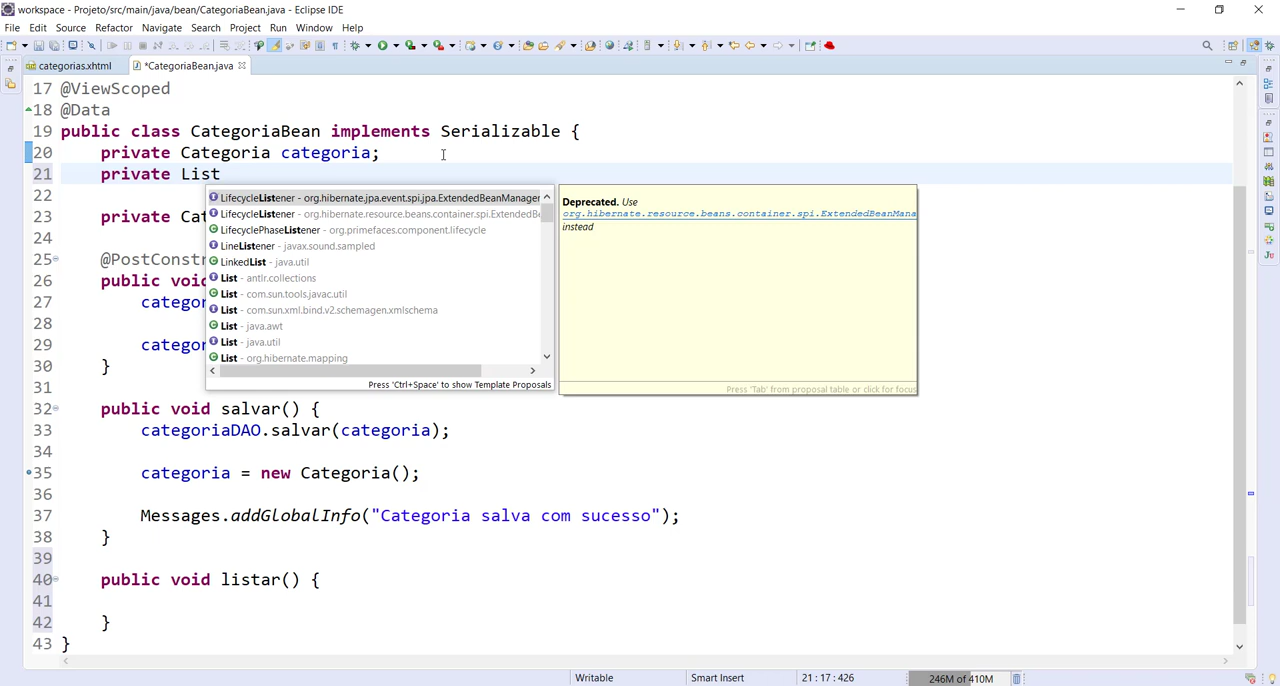 workspace - Projeto/src/main/java/bean/CategoriaBean.java - Eclipse IDE
File Edit Source Refactor Navigate Search Project Run Window Help
categorias.xhtml *CategoriaBean.java
17 @ViewScoped
18 @Data
19 public class CategoriaBean implements Serializable {
20 private Categoria categoria;
21 private List
22
23 private Cat
24
25 @PostConstr
26 public void
27 categor
28
29 categor
30 }
31
32 public void salvar() {
33 categoriaDAO.salvar(categoria);
34
35 categoria = new Categoria();
36
37 Messages.addGlobalInfo("Categoria salva com sucesso");
38 }
39
40 public void listar() {
41
42 }
43 }
LifecycleListener - org.hibernate.jpa.event.spi.jpa.ExtendedBeanManager
LifecycleListener - org.hibernate.resource.beans.container.spi.ExtendedB
LifecyclePhaseListener - org.primefaces.component.lifecycle
LineListener - javax.sound.sampled
LinkedList - java.util
List - antlr.collections
List - com.sun.tools.javac.util
List - com.sun.xml.bind.v2.schemagen.xmlschema
List - java.awt
List - java.util
List - org.hibernate.mapping
Press 'Ctrl+Space' to show Template Proposals
Deprecated. Use
org.hibernate.resource.beans.container.spi.ExtendedBeanMana
instead
Press 'Tab' from proposal table or click for focus
Writable Smart Insert 21 : 17 : 426 246M of 410M